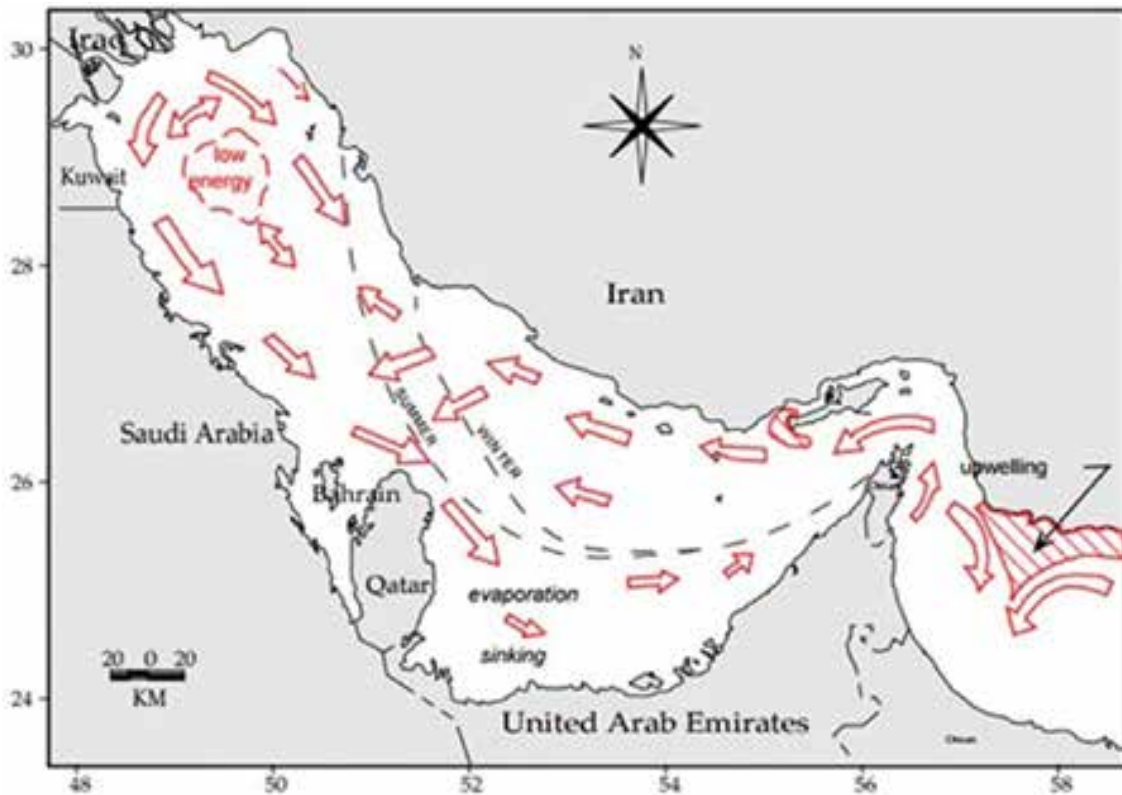 30
28
26
24
48
50
52
54
56
58
N
Iraq
Kuwait
low
energy
Iran
Saudi Arabia
SUMMER
WINTER
Bahrain
Qatar
upwelling
evaporation
sinking
20 0 20
KM
United Arab Emirates
Oman